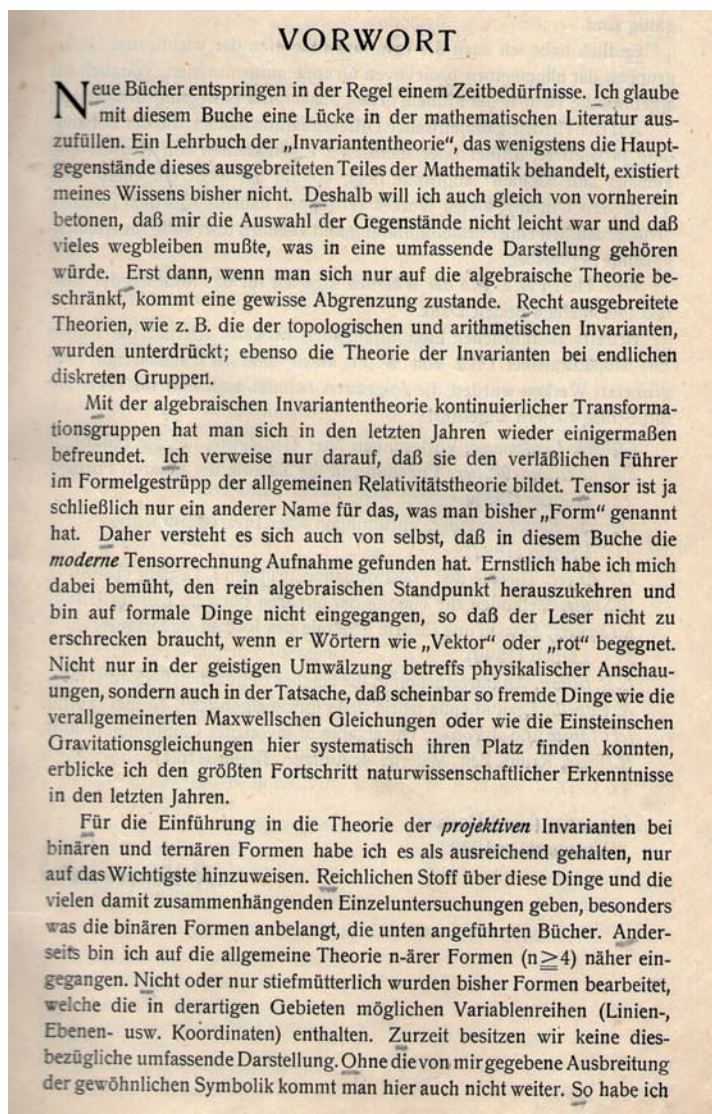 VORWORT
Neue Bücher entspringen in der Regel einem Zeitbedürfnisse. Ich glaube
mit diesem Buche eine Lücke in der mathematischen Literatur aus-
zufüllen. Ein Lehrbuch der „Invariantentheorie“, das wenigstens die Haupt-
gegenstände dieses ausgebreiteten Teiles der Mathematik behandelt, existiert
meines Wissens bisher nicht. Deshalb will ich auch gleich von vornherein
betonen, daß mir die Auswahl der Gegenstände nicht leicht war und daß
vieles wegbleiben mußte, was in eine umfassende Darstellung gehören
würde. Erst dann, wenn man sich nur auf die algebraische Theorie be-
schränkt, kommt eine gewisse Abgrenzung zustande. Recht ausgebreitete
Theorien, wie z. B. die der topologischen und arithmetischen Invarianten,
wurden unterdrückt; ebenso die Theorie der Invarianten bei endlichen
diskreten Gruppen.
Mit der algebraischen Invariantentheorie kontinuierlicher Transforma-
tionsgruppen hat man sich in den letzten Jahren wieder einigermaßen
befreundet. Ich verweise nur darauf, daß sie den verläßlichen Führer
im Formelgestrüpp der allgemeinen Relativitätstheorie bildet. Tensor ist ja
schließlich nur ein anderer Name für das, was man bisher „Form“ genannt
hat. Daher versteht es sich auch von selbst, daß in diesem Buche die
moderne Tensorrechnung Aufnahme gefunden hat. Ernstlich habe ich mich
dabei bemüht, den rein algebraischen Standpunkt herauszukehren und
bin auf formale Dinge nicht eingegangen, so daß der Leser nicht zu
erschrecken braucht, wenn er Wörtern wie „Vektor“ oder „rot“ begegnet.
Nicht nur in der geistigen Umwälzung betreffs physikalischer Anschau-
ungen, sondern auch in der Tatsache, daß scheinbar so fremde Dinge wie die
verallgemeinerten Maxwellschen Gleichungen oder wie die Einsteinschen
Gravitationsgleichungen hier systematisch ihren Platz finden konnten,
erblicke ich den größten Fortschritt naturwissenschaftlicher Erkenntnisse
in den letzten Jahren.
Für die Einführung in die Theorie der projektiven Invarianten bei
binären und ternären Formen habe ich es als ausreichend gehalten, nur
auf das Wichtigste hinzuweisen. Reichlichen Stoff über diese Dinge und die
vielen damit zusammenhängenden Einzeluntersuchungen geben, besonders
was die binären Formen anbelangt, die unten angeführten Bücher. Ander-
seits bin ich auf die allgemeine Theorie n-ärer Formen (n≧4) näher ein-
gegangen. Nicht oder nur stiefmütterlich wurden bisher Formen bearbeitet,
welche die in derartigen Gebieten möglichen Variablenreihen (Linien-,
Ebenen- usw. Koordinaten) enthalten. Zurzeit besitzen wir keine dies-
bezügliche umfassende Darstellung. Ohne die von mir gegebene Ausbreitung
der gewöhnlichen Symbolik kommt man hier auch nicht weiter. So habe ich